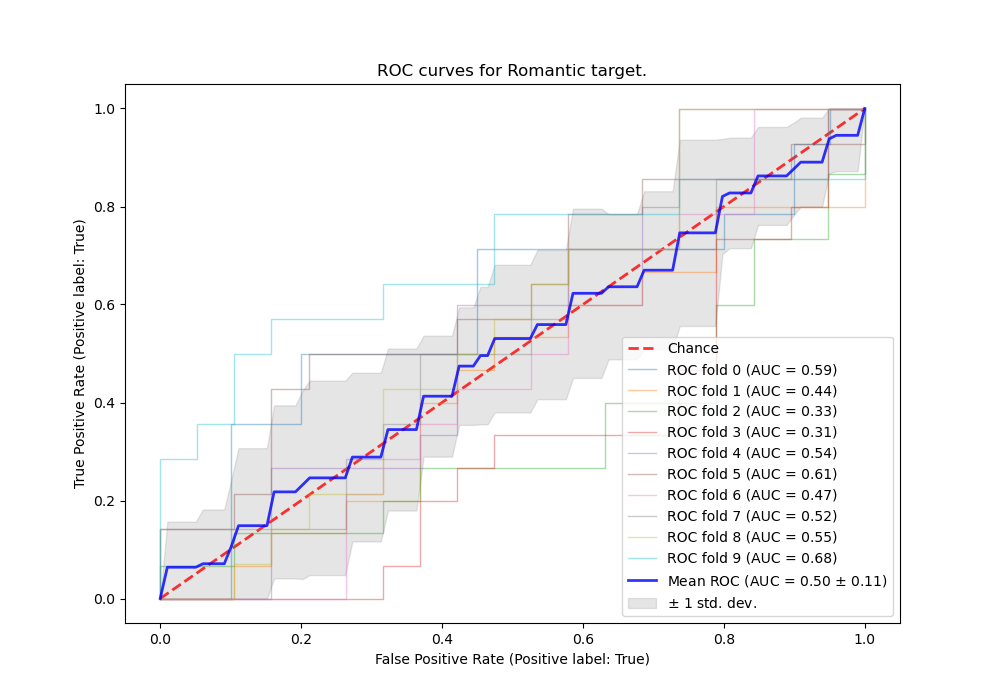 ROC curves for Romantic target.
True Positive Rate (Positive label: True)
1.0
0.8
0.6
0.4
0.2
0.0
Chance
ROC fold 0 (AUC = 0.59)
ROC fold 1 (AUC = 0.44)
ROC fold 2 (AUC = 0.33)
ROC fold 3 (AUC = 0.31)
ROC fold 4 (AUC = 0.54)
ROC fold 5 (AUC = 0.61)
ROC fold 6 (AUC = 0.47)
ROC fold 7 (AUC = 0.52)
ROC fold 8 (AUC = 0.55)
ROC fold 9 (AUC = 0.68)
Mean ROC (AUC = 0.50 ± 0.11)
± 1 std. dev.
0.0 0.2 0.4 0.6 0.8 1.0
False Positive Rate (Positive label: True)